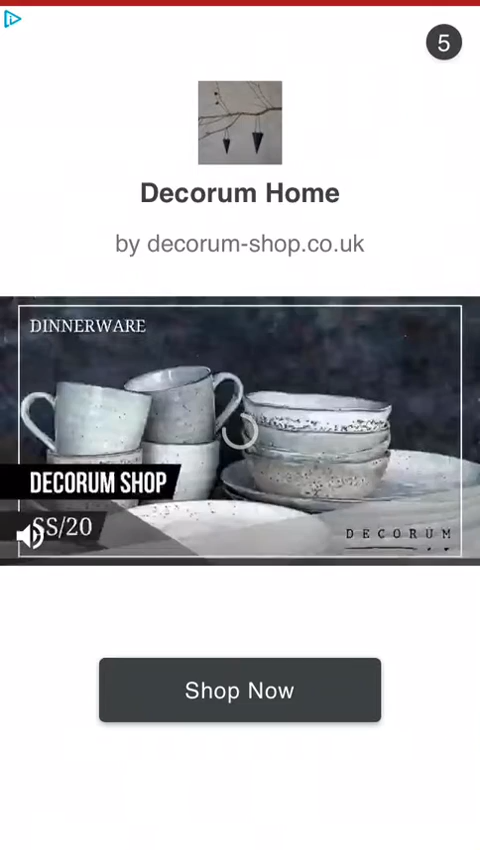 5
Decorum Home
by decorum-shop.co.uk
DINNERWARE
DECORUM SHOP
SS/20
DECORUM
Shop Now